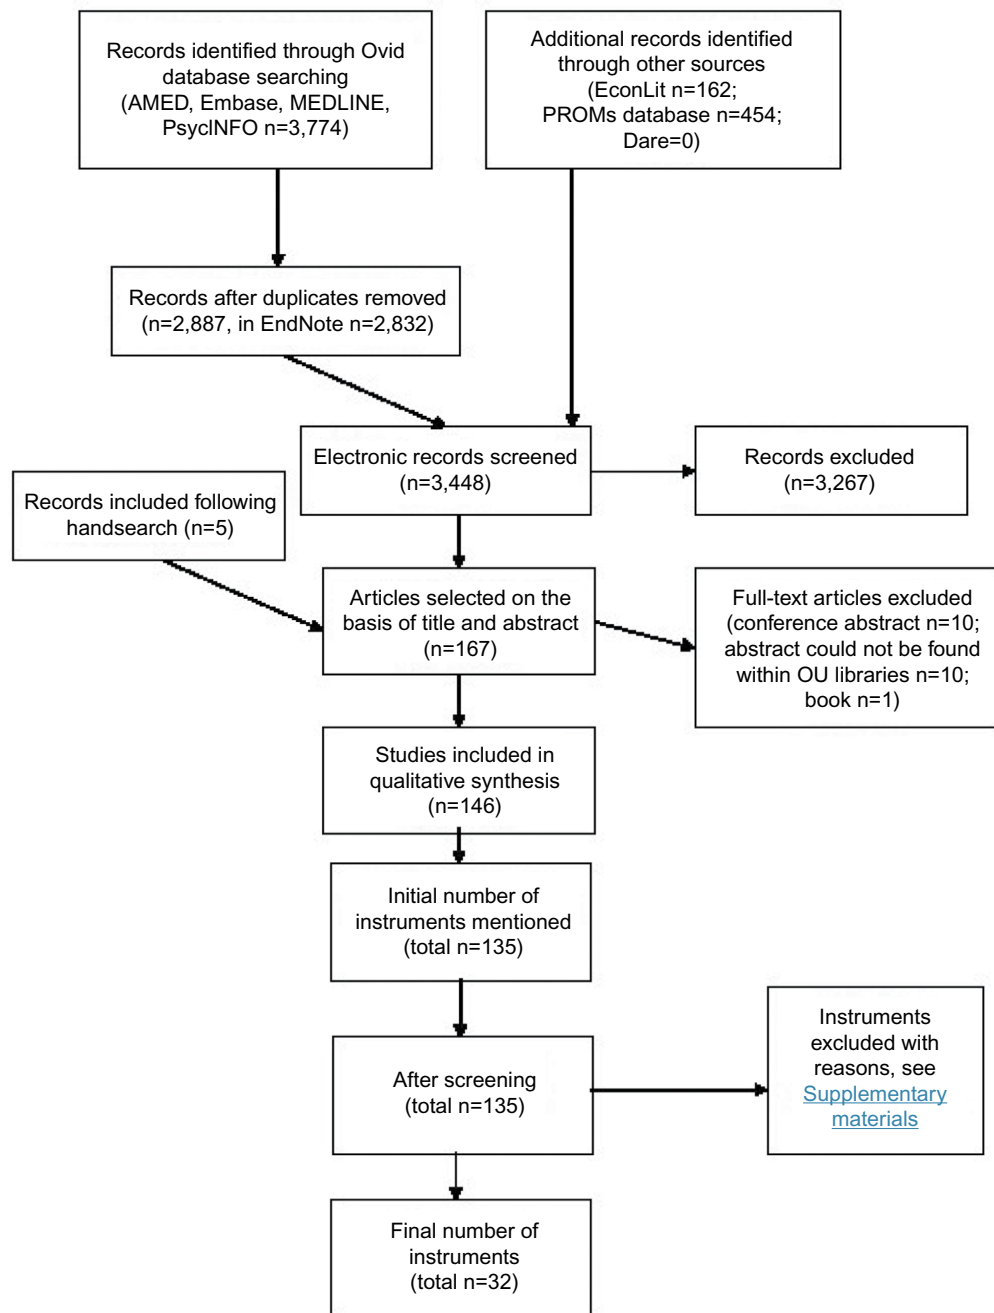 Records identified through Ovid
database searching
(AMED, Embase, MEDLINE,
PsycINFO n=3,774)
Additional records identified
through other sources
(EconLit n=162;
PROMs database n=454;
Dare=0)
Records after duplicates removed
(n=2,887, in EndNote n=2,832)
Electronic records screened
(n=3,448)
Records excluded
(n=3,267)
Records included following
handsearch (n=5)
Articles selected on the
basis of title and abstract
(n=167)
Full-text articles excluded
(conference abstract n=10;
abstract could not be found
within OU libraries n=10;
book n=1)
Studies included in
qualitative synthesis
(n=146)
Initial number of
instruments mentioned
(total n=135)
After screening
(total n=135)
Instruments
excluded with
reasons, see
Supplementary
materials
Final number of
instruments
(total n=32)